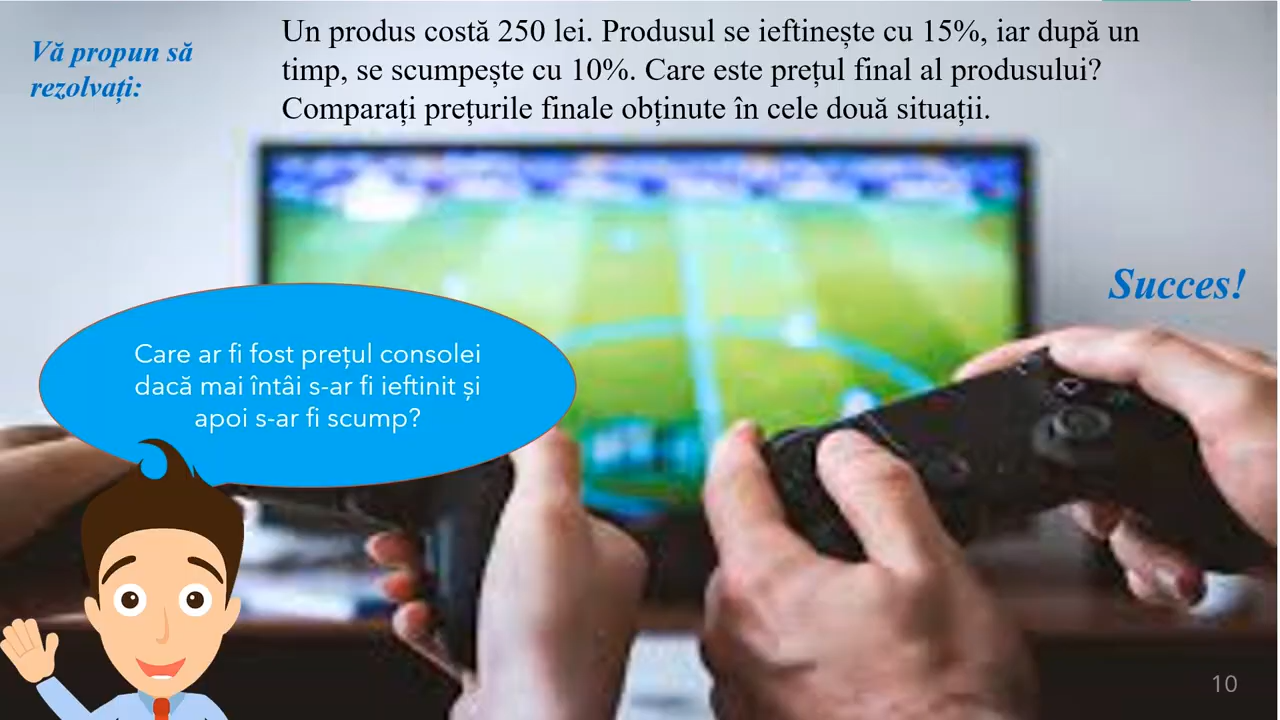 Vă propun să
rezolvați:
Un produs costă 250 lei. Produsul se ieftinește cu 15%, iar după un
timp, se scumpește cu 10%. Care este prețul final al produsului?
Comparați prețurile finale obținute în cele două situații.
Succes!
Care ar fi fost prețul consolei
dacă mai întâi s-ar fi ieftinit și
apoi s-ar fi scump?
10